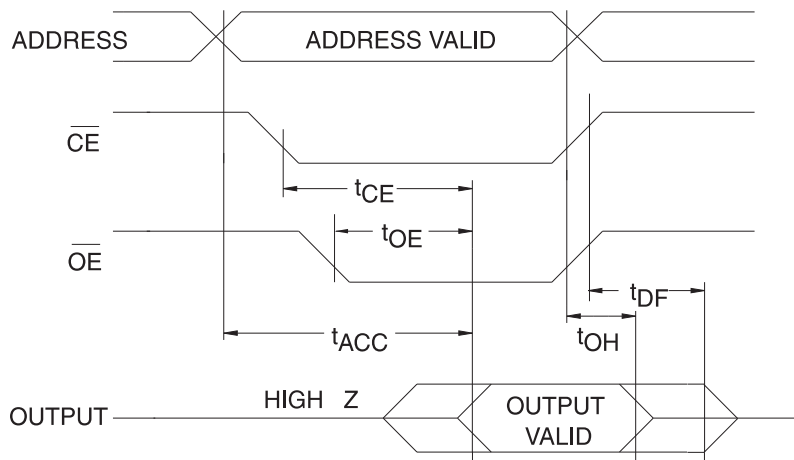 ADDRESS
ADDRESS VALID
CE
tCE
tOE
OE
tDF
tACC
tOH
HIGH Z
OUTPUT
OUTPUT
VALID